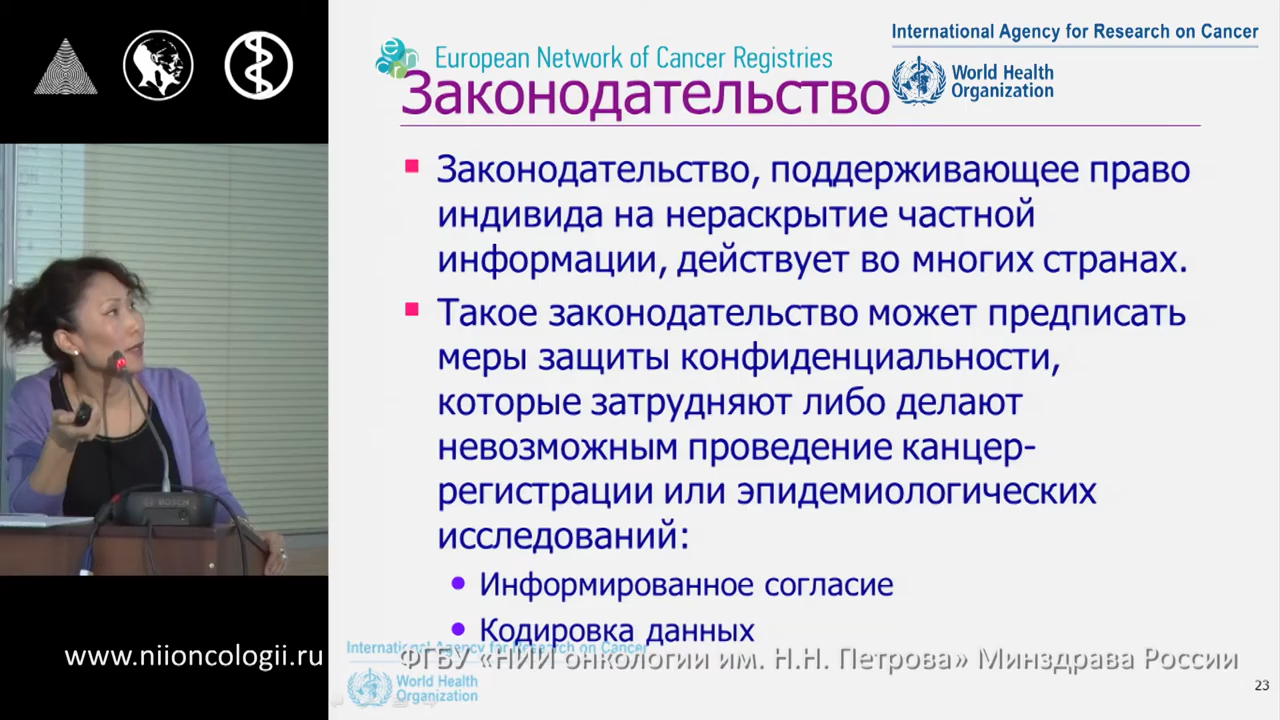 International Agency for Research on Cancer
European Network of Cancer Registries
World Health
Organization
Законодательство
Законодательство, поддерживающее право
индивида на нераскрытие частной
информации, действует во многих странах.
Такое законодательство может предписать
меры защиты конфиденциальности,
которые затрудняют либо делают
невозможным проведение канцер-
регистрации или эпидемиологических
исследований:
Информированное согласие
Кодировка данных
BOSCH
International Agency for Research on Cancer
www.niioncologii.ru
ФГБУ «НИИ онкологии им. Н.Н. Петрова» Минздрава России
World Health
Organization
23